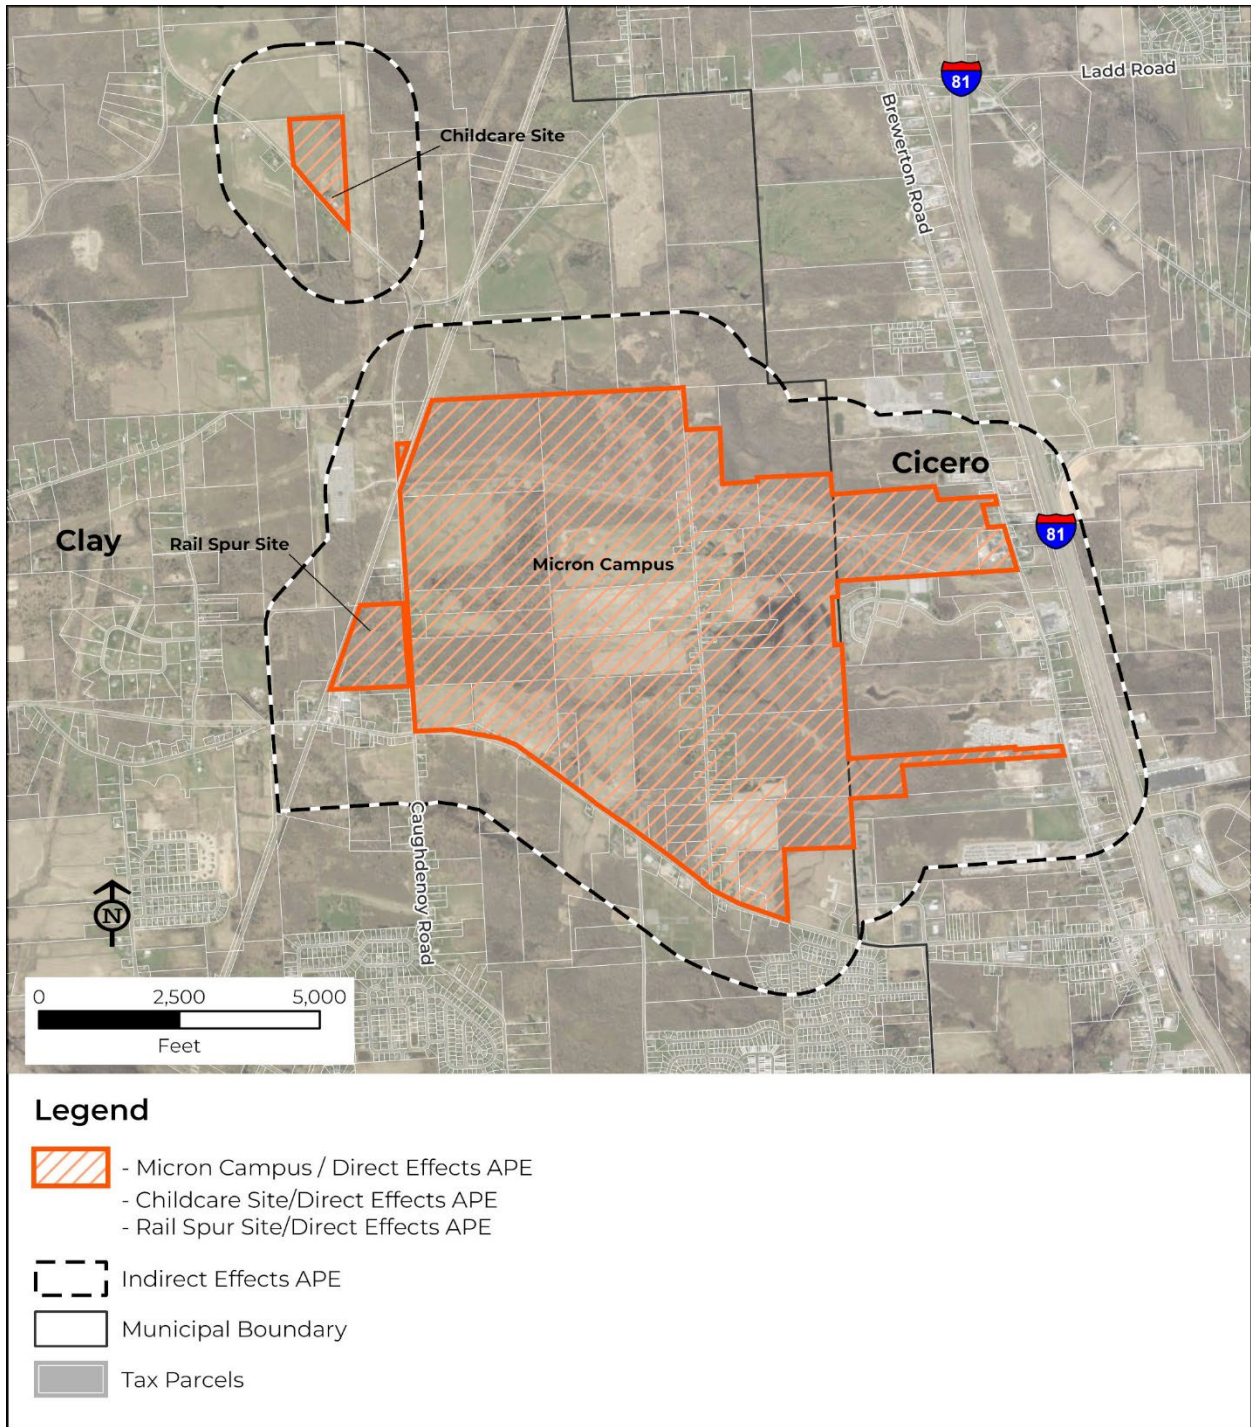 81
Ladd Road
Brewerton Road
Childcare Site
Cicero
Clay
Rail Spur Site
81
Micron Campus
Caughdenoy Road
N
0 2,500 5,000
Feet
Legend
- Micron Campus / Direct Effects APE
- Childcare Site/Direct Effects APE
- Rail Spur Site/Direct Effects APE
Indirect Effects APE
Municipal Boundary
Tax Parcels